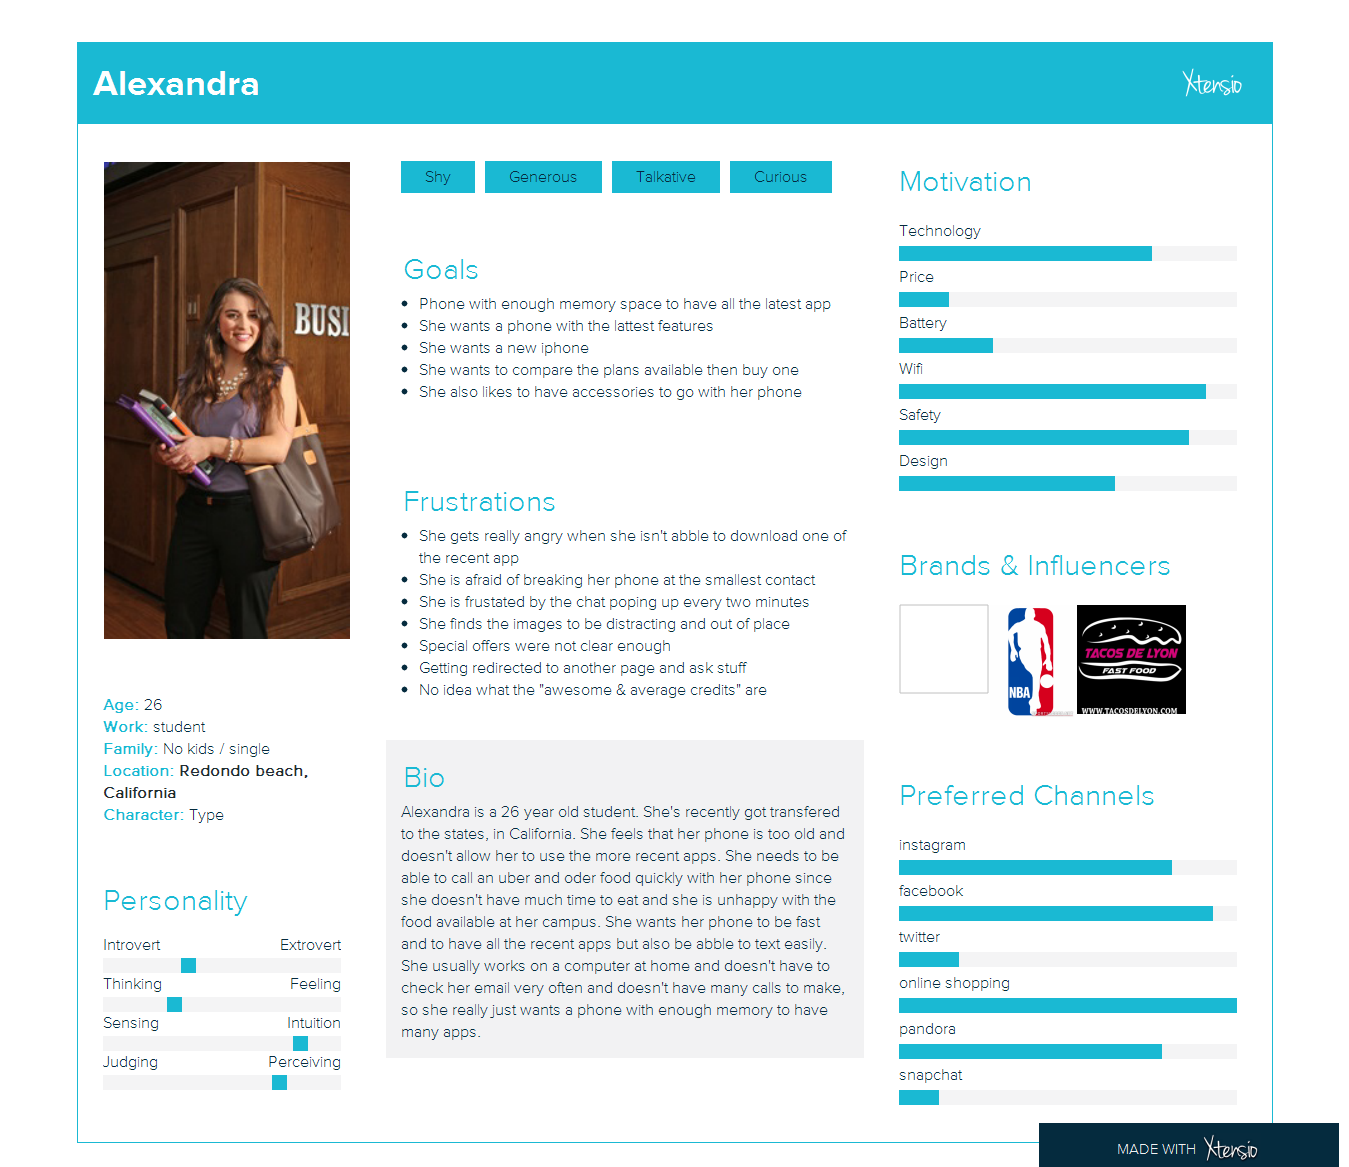 Alexandra
Xtensio
BUSI
Age: 26
Work: student
Family: No kids / single
Location: Redondo beach,
California
Character: Type
Personality
Introvert Extrovert
Thinking Feeling
Sensing Intuition
Judging Perceiving
Shy Generous Talkative Curious
Goals
Phone with enough memory space to have all the latest app
She wants a phone with the lattest features
She wants a new iphone
She wants to compare the plans available then buy one
She also likes to have accessories to go with her phone
Frustrations
She gets really angry when she isn't abble to download one of
the recent app
She is afraid of breaking her phone at the smallest contact
She is frustated by the chat poping up every two minutes
She finds the images to be distracting and out of place
Special offers were not clear enough
Getting redirected to another page and ask stuff
No idea what the "awesome & average credits" are
Bio
Alexandra is a 26 year old student. She's recently got transfered
to the states, in California. She feels that her phone is too old and
doesn't allow her to use the more recent apps. She needs to be
able to call an uber and oder food quickly with her phone since
she doesn't have much time to eat and she is unhappy with the
food available at her campus. She wants her phone to be fast
and to have all the recent apps but also be abble to text easily.
She usually works on a computer at home and doesn't have to
check her email very often and doesn't have many calls to make,
so she really just wants a phone with enough memory to have
many apps.
Motivation
Technology
Price
Battery
Wifi
Safety
Design
Brands & Influencers
NBA
TACOS DE LYON
FAST FOOD
WWW.TACOSDELYON.COM
Preferred Channels
instagram
facebook
twitter
online shopping
pandora
snapchat
MADE WITH Xtensio